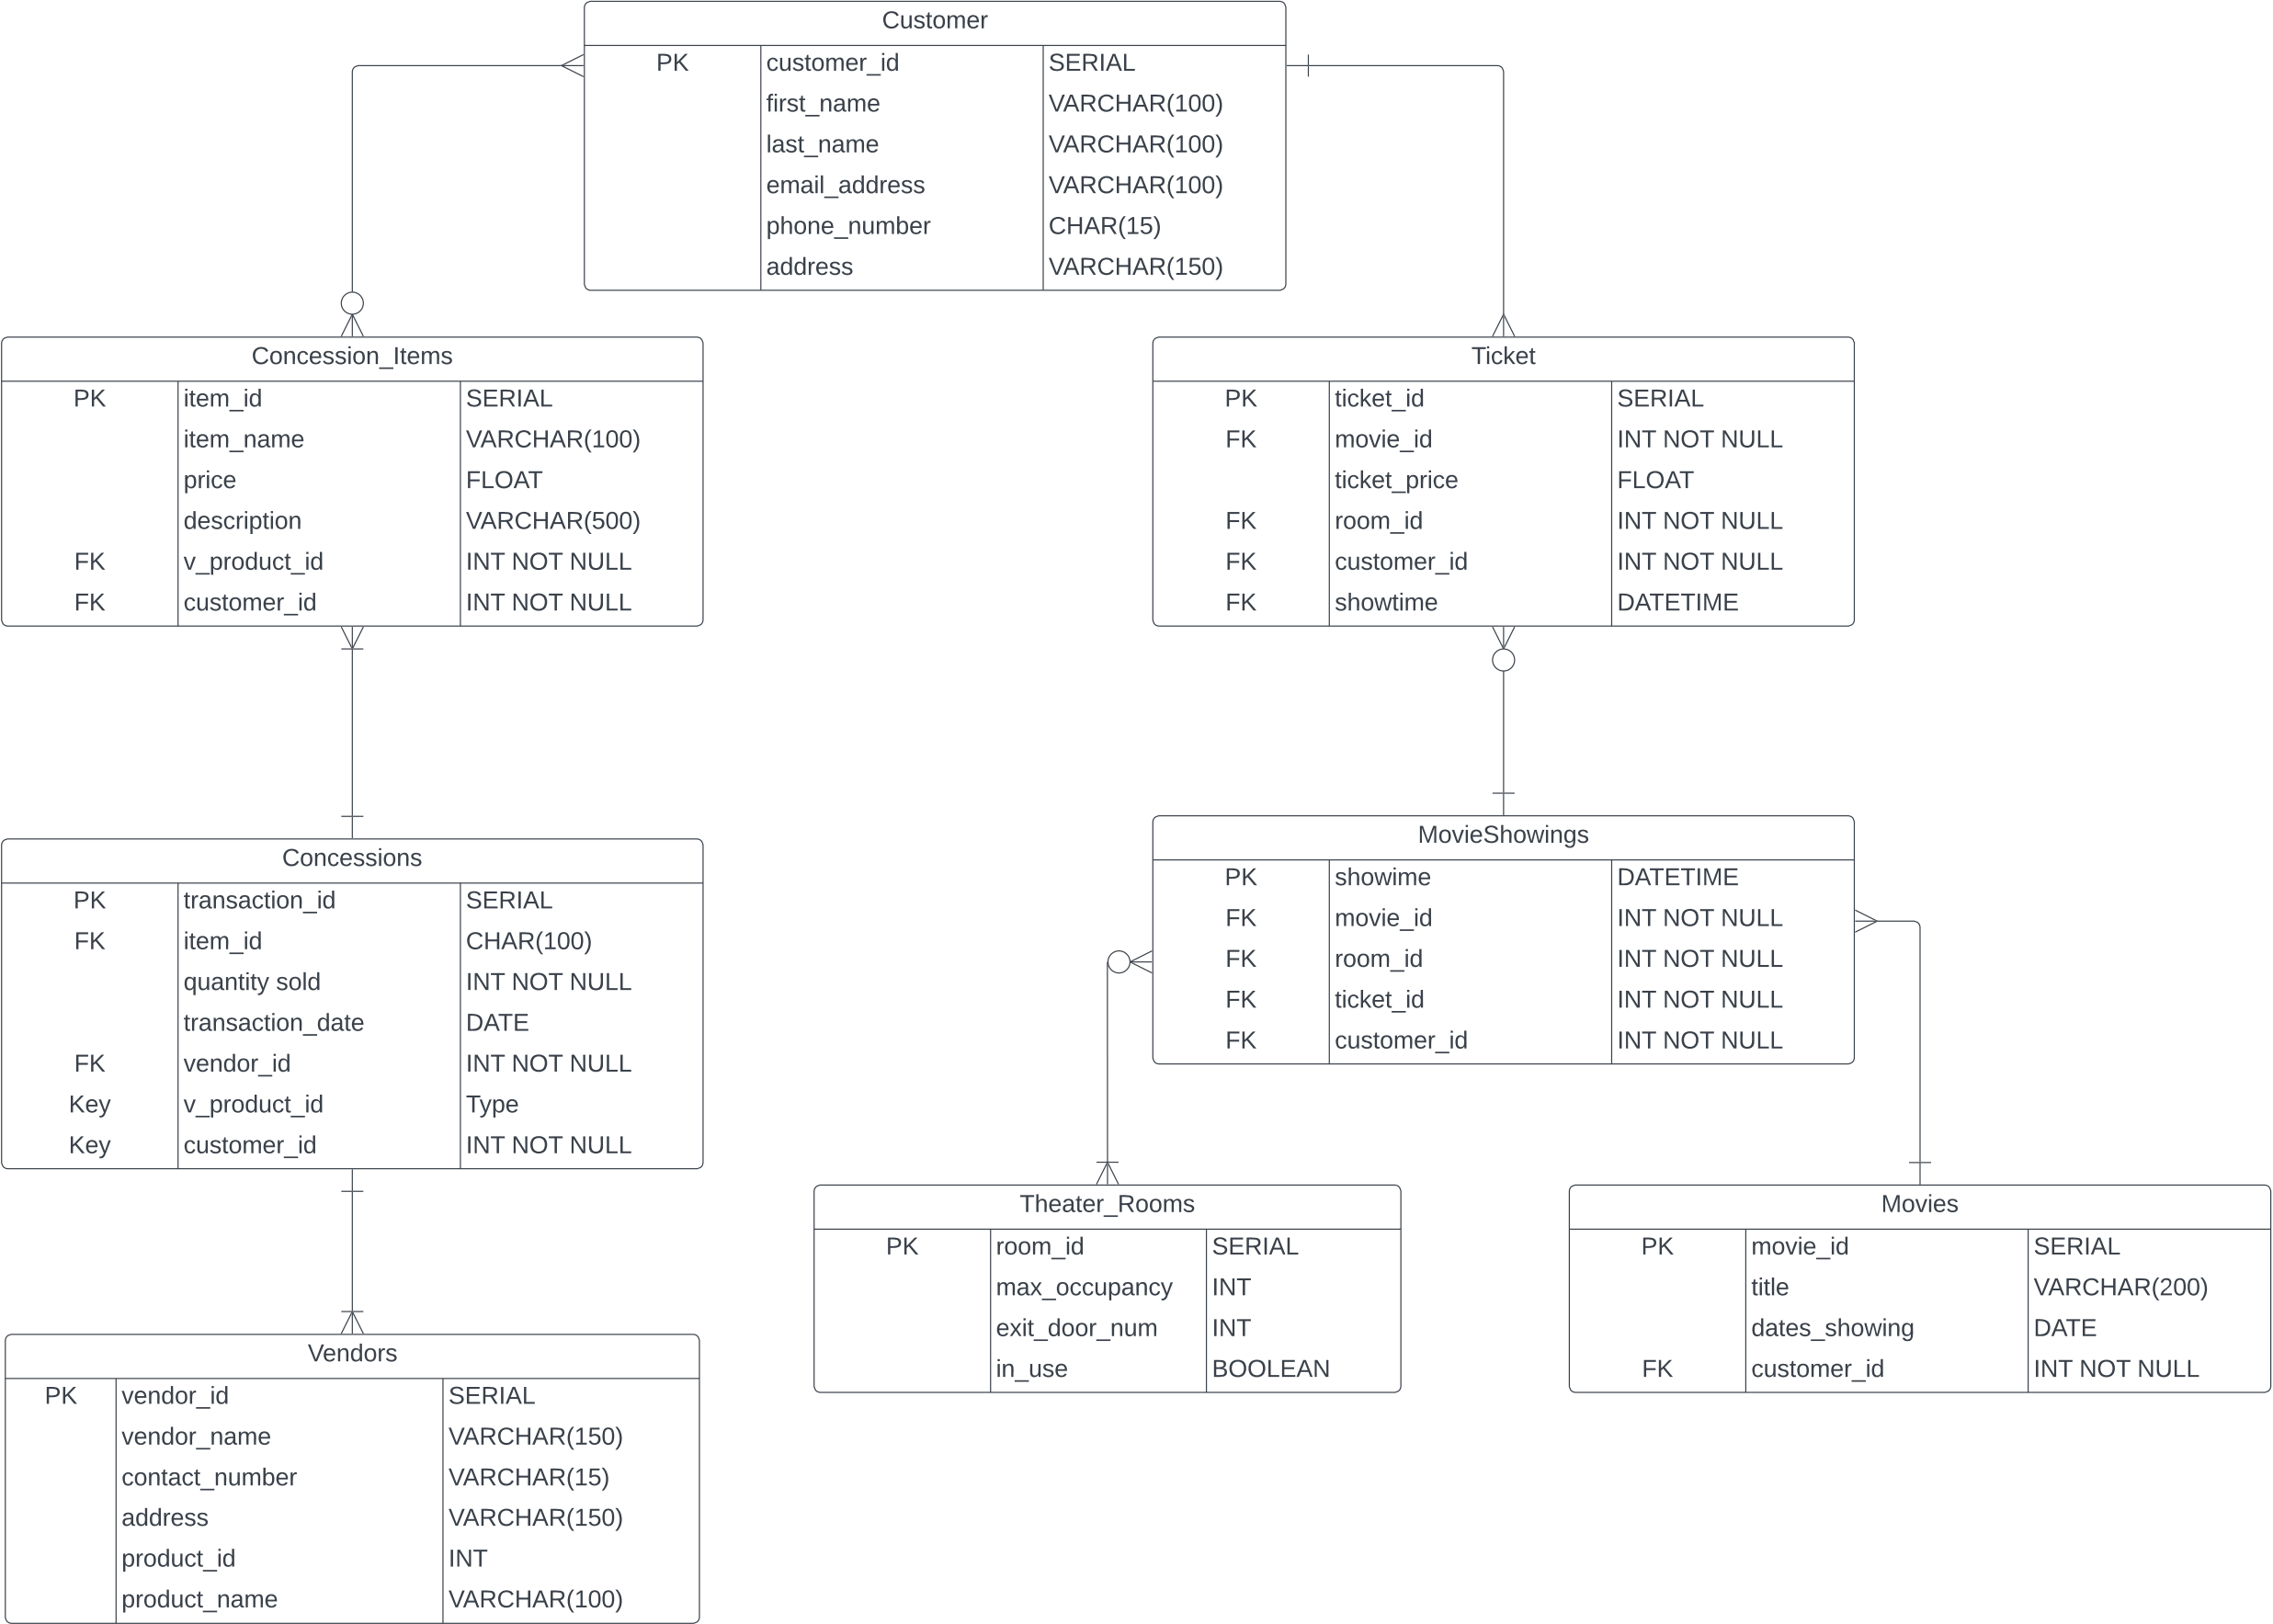 Customer
PK customer_id SERIAL
first_name VARCHAR(100)
last_name VARCHAR(100)
email_address VARCHAR(100)
phone_number CHAR(15)
address VARCHAR(150)
Concession_Items
PK item_id SERIAL
item_name VARCHAR(100)
price FLOAT
description VARCHAR(500)
FK v_product_id INT NOT NULL
FK customer_id INT NOT NULL
Ticket
PK ticket_id SERIAL
FK movie_id INT NOT NULL
ticket_price FLOAT
FK room_id INT NOT NULL
FK customer_id INT NOT NULL
FK showtime DATETIME
Concessions
PK transaction_id SERIAL
FK item_id CHAR(100)
quantity sold INT NOT NULL
transaction_date DATE
FK vendor_id INT NOT NULL
Key v_product_id Type
Key customer_id INT NOT NULL
MovieShowings
PK showime DATETIME
FK movie_id INT NOT NULL
FK room_id INT NOT NULL
FK ticket_id INT NOT NULL
FK customer_id INT NOT NULL
Theater_Rooms
PK room_id SERIAL
max_occupancy INT
exit_door_num INT
in_use BOOLEAN
Movies
PK movie_id SERIAL
title VARCHAR(200)
dates_showing DATE
FK customer_id INT NOT NULL
Vendors
PK vendor_id SERIAL
vendor_name VARCHAR(150)
contact_number VARCHAR(15)
address VARCHAR(150)
product_id INT
product_name VARCHAR(100)